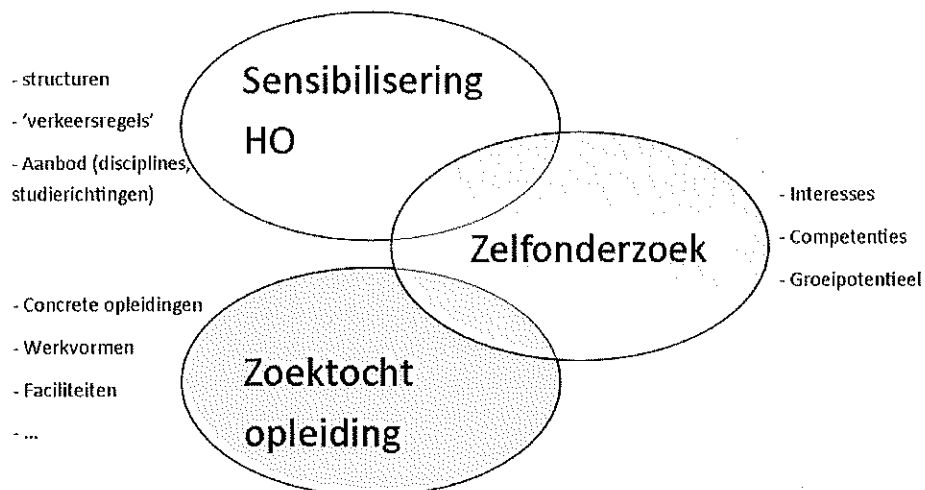 Sensibilisering
HO
- structuren
- 'verkeersregels'
- Aanbod (disciplines,
studierichtingen)
Zelfonderzoek
- Interesses
- Competenties
- Groeipotentieel
- Concrete opleidingen
- Werkvormen
- Faciliteiten
- ...
Zoektocht
opleiding